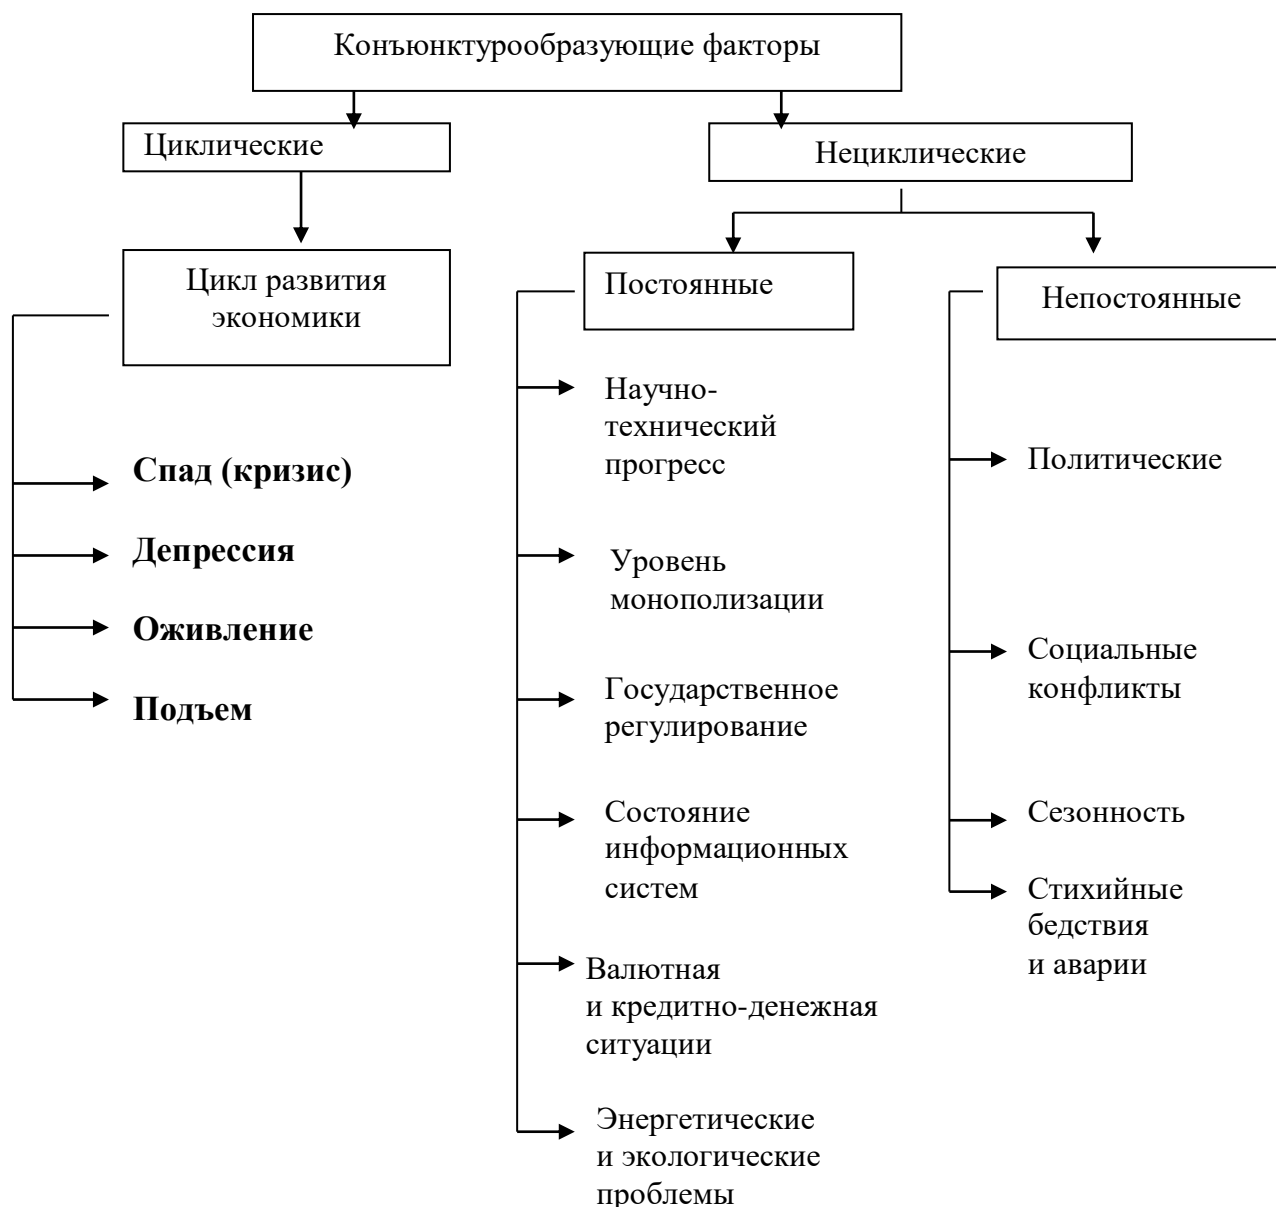 Конъюнктурообразующие факторы
Циклические
Нециклические
Цикл развития
экономики
Постоянные
Непостоянные
Спад (кризис)
Депрессия
Оживление
Подъем
Научно-
технический
прогресс
Уровень
монополизации
Государственное
регулирование
Состояние
информационных
систем
Валютная
и кредитно-денежная
ситуации
Энергетические
и экологические
проблемы
Политические
Социальные
конфликты
Сезонность
Стихийные
бедствия
и аварии